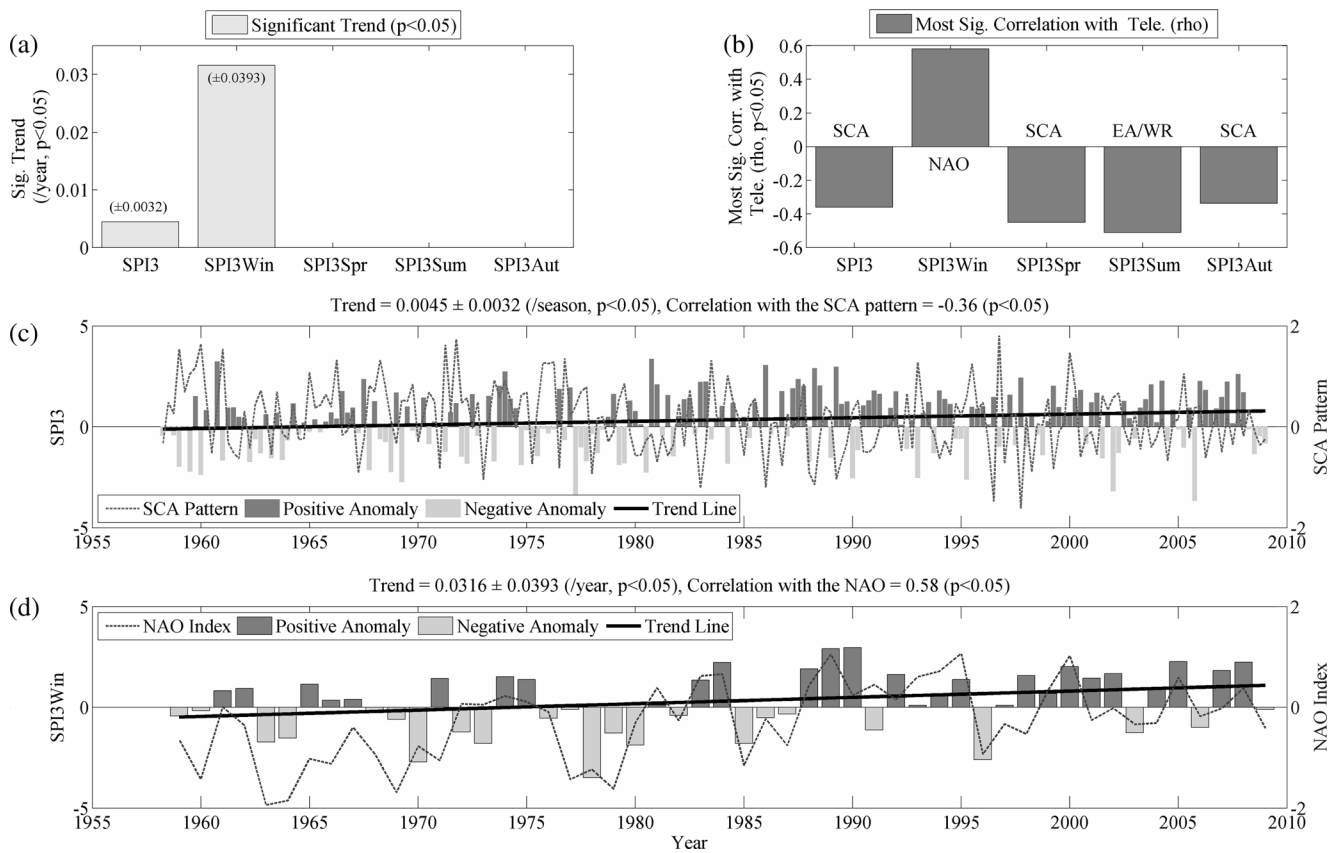 (a)
Significant Trend (p<0.05)
Sig. Trend
(/year, p<0.05)
0.03
0.02
0.01
0
(±0.0032)
(±0.0393)
SPI3 SPI3Win SPI3Spr SPI3Sum SPI3Aut
(b)
Most Sig. Correlation with Tele. (rho)
Most Sig. Corr. with
Tele. (rho, p<0.05)
0.6
0.4
0.2
0
-0.2
-0.4
-0.6
SCA NAO SCA EA/WR SCA
SPI3 SPI3Win SPI3Spr SPI3Sum SPI3Aut
(c)
Trend = 0.0045 ± 0.0032 (/season, p<0.05), Correlation with the SCA pattern = -0.36 (p<0.05)
SPI3
5
0
-5
SCA Pattern
2
0
-2
SCA Pattern Positive Anomaly Negative Anomaly Trend Line
1955 1960 1965 1970 1975 1980 1985 1990 1995 2000 2005 2010
(d)
Trend = 0.0316 ± 0.0393 (/year, p<0.05), Correlation with the NAO = 0.58 (p<0.05)
NAO Index Positive Anomaly Negative Anomaly Trend Line
SPI3Win
5
0
-5
NAO Index
2
0
-2
1955 1960 1965 1970 1975 1980 1985 1990 1995 2000 2005 2010
Year